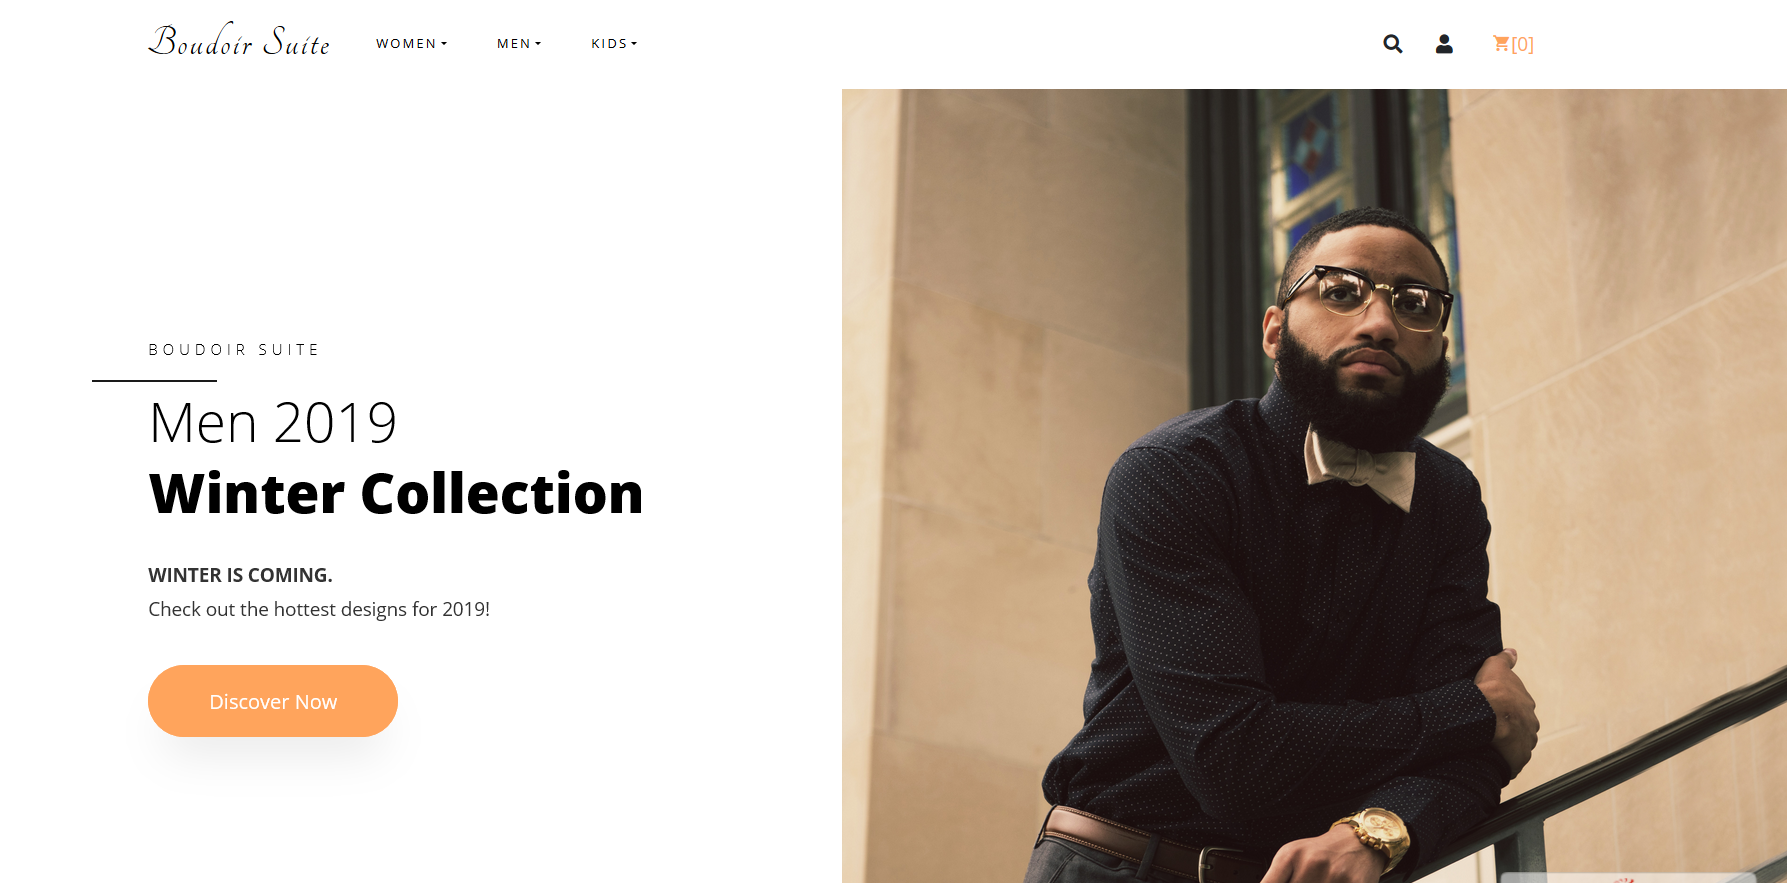 Boudoir Suite
WOMEN
MEN
KIDS
[0]
BOUDOIR SUITE
Men 2019
Winter Collection
WINTER IS COMING.
Check out the hottest designs for 2019!
Discover Now